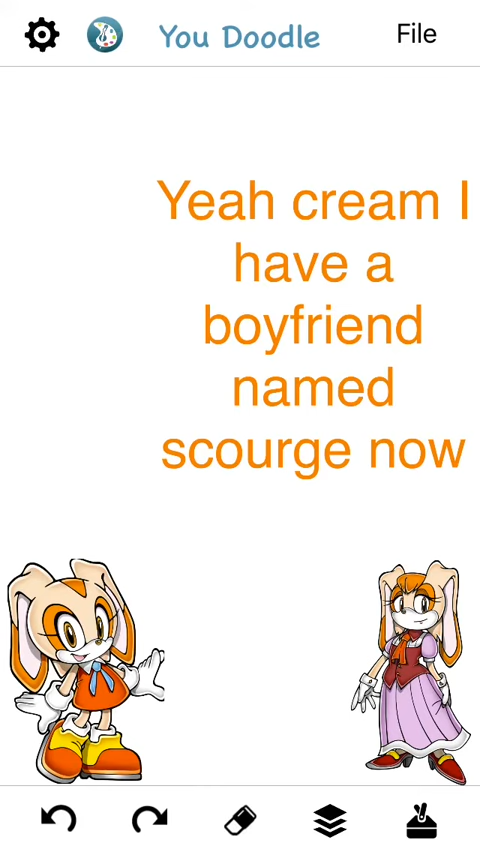 You Doodle
File
Yeah cream I
have a
boyfriend
named
scourge now